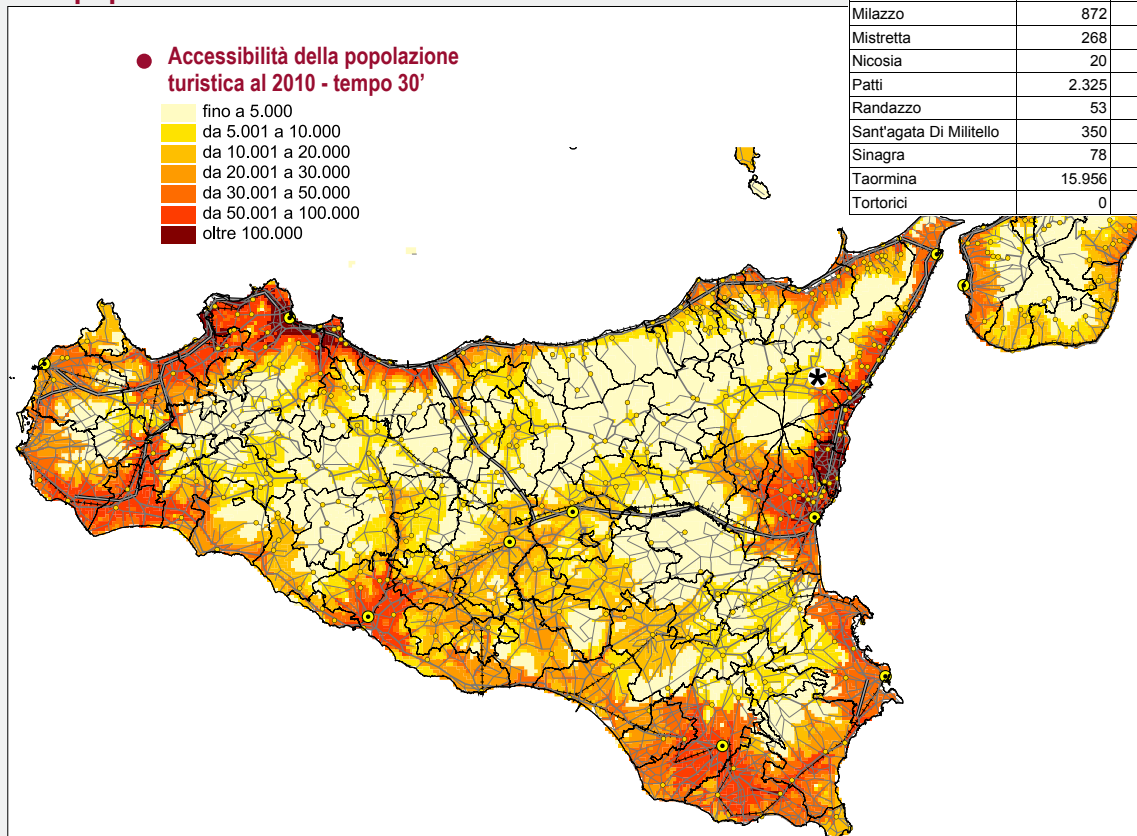 Accessibilità della popolazione
turistica al 2010 - tempo 30’
fino a 5.000
da 5.001 a 10.000
da 10.001 a 20.000
da 20.001 a 30.000
da 30.001 a 50.000
da 50.001 a 100.000
oltre 100.000
Milazzo 872
Mistretta 268
Nicosia 20
Patti 2.325
Randazzo 53
Sant'agata Di Militello 350
Sinagra 78
Taormina 15.956
Tortorici 0
*